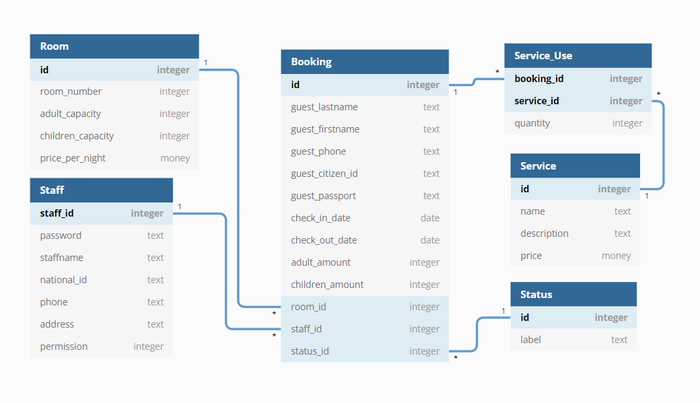 Room
id integer
room_number integer
adult_capacity integer
children_capacity integer
price_per_night money
Staff
staff_id integer
password text
staffname text
national_id text
phone text
address text
permission integer
1
1
*
*
Booking
id integer
guest_lastname text
guest_firstname text
guest_phone text
guest_citizen_id text
guest_passport text
check_in_date date
check_out_date date
adult_amount integer
children_amount integer
room_id integer
staff_id integer
status_id integer
1
*
*
1
Service_Use
booking_id integer
service_id integer
quantity integer
*
1
Service
id integer
name text
description text
price money
Status
id integer
label text